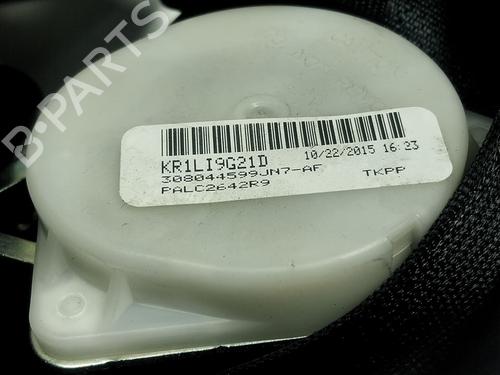 B-PARTS
KR1LI9G21D 10/22/2015 16:23
308044599JN7-AF TKPP
PALC2642R9